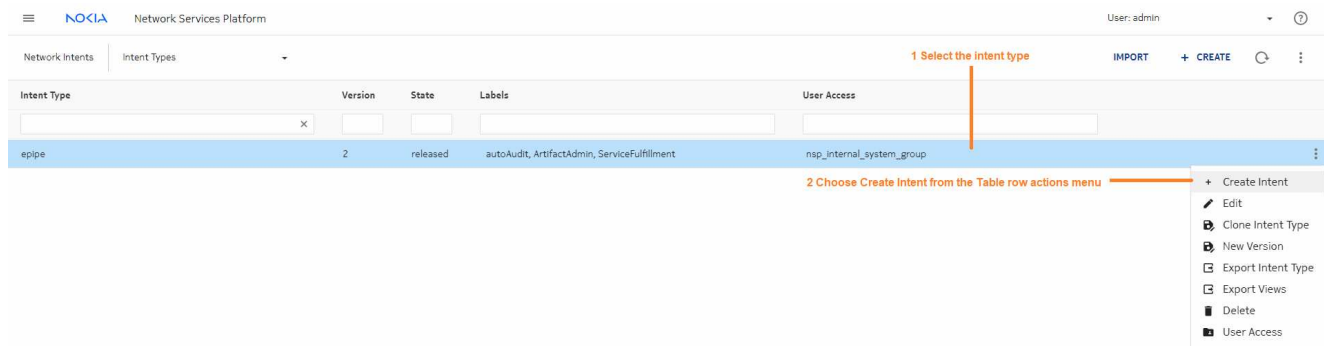 NOKIA Network Services Platform User: admin
Network Intents Intent Types 1 Select the intent type IMPORT + CREATE
Intent Type Version State Labels User Access
epipe 2 released autoAudit, ArtifactAdmin, ServiceFulfillment nsp_internal_system_group
2 Choose Create Intent from the Table row actions menu + Create Intent
Edit
Clone Intent Type
New Version
Export Intent Type
Export Views
Delete
User Access